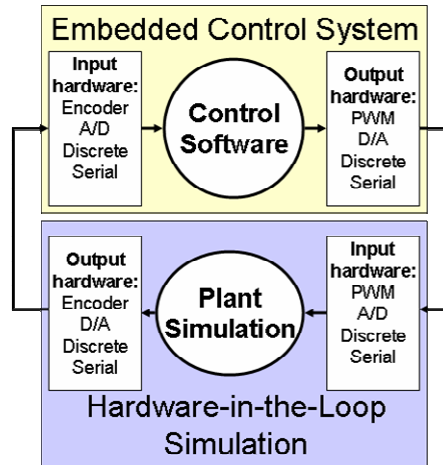 Embedded Control System
Input
hardware:
Encoder
A/D
Discrete
Serial
Control
Software
Output
hardware:
PWM
D/A
Discrete
Serial
Output
hardware:
Encoder
D/A
Discrete
Serial
Plant
Simulation
Input
hardware:
PWM
A/D
Discrete
Serial
Hardware-in-the-Loop
Simulation